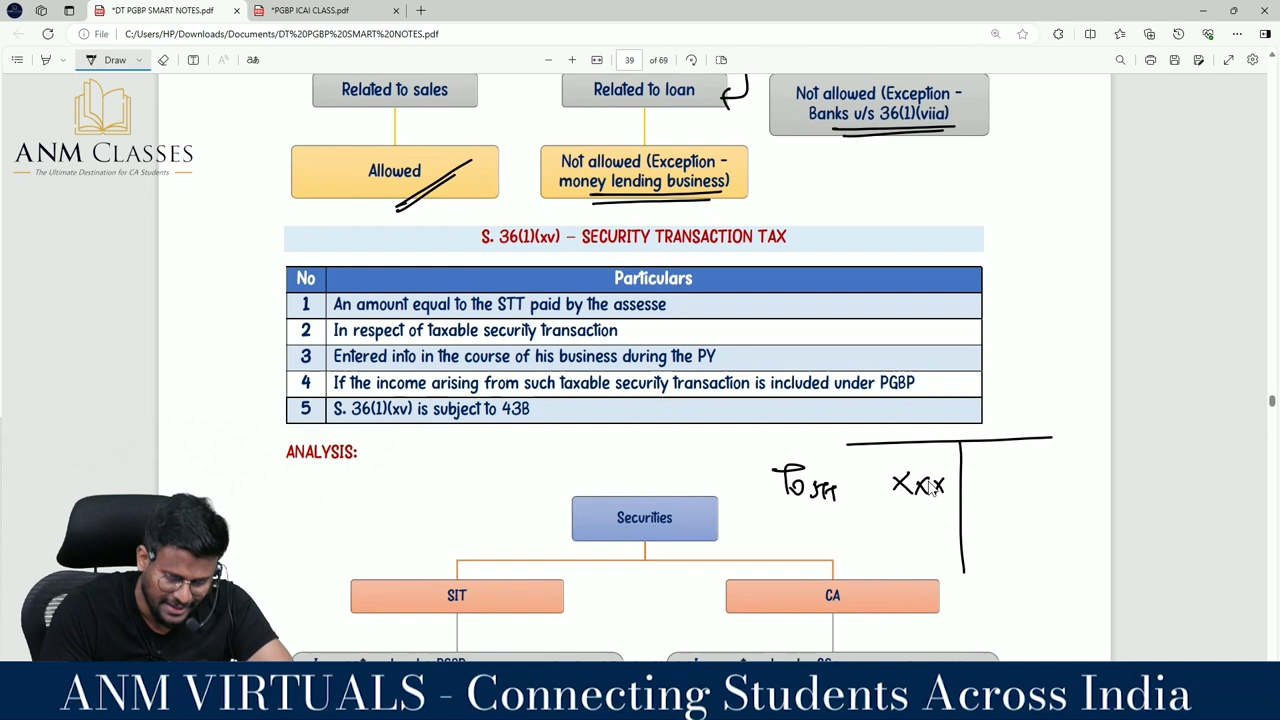 *DT PGBP SMART NOTES.pdf
*PGBP ICAI CLASS.pdf
File
C:/Users/HP/Downloads/Documents/DT%20PGBP%20SMART%20NOTES.pdf
Draw
39 of 69
ANM CLASSES
The Ultimate Destination for CA Students
Related to sales
Related to loan
Not allowed (Exception -
Banks u/s 36(1)(viia)
Allowed
Not allowed (Exception -
money lending business)
S. 36(1)(xv) – SECURITY TRANSACTION TAX
No Particulars
1 An amount equal to the STT paid by the assesse
2 In respect of taxable security transaction
3 Entered into in the course of his business during the PY
4 If the income arising from such taxable security transaction is included under PGBP
5 S. 36(1)(xv) is subject to 43B
ANALYSIS:
To STT xxx
Securities
SIT
CA
ANM VIRTUALS - Connecting Students Across India